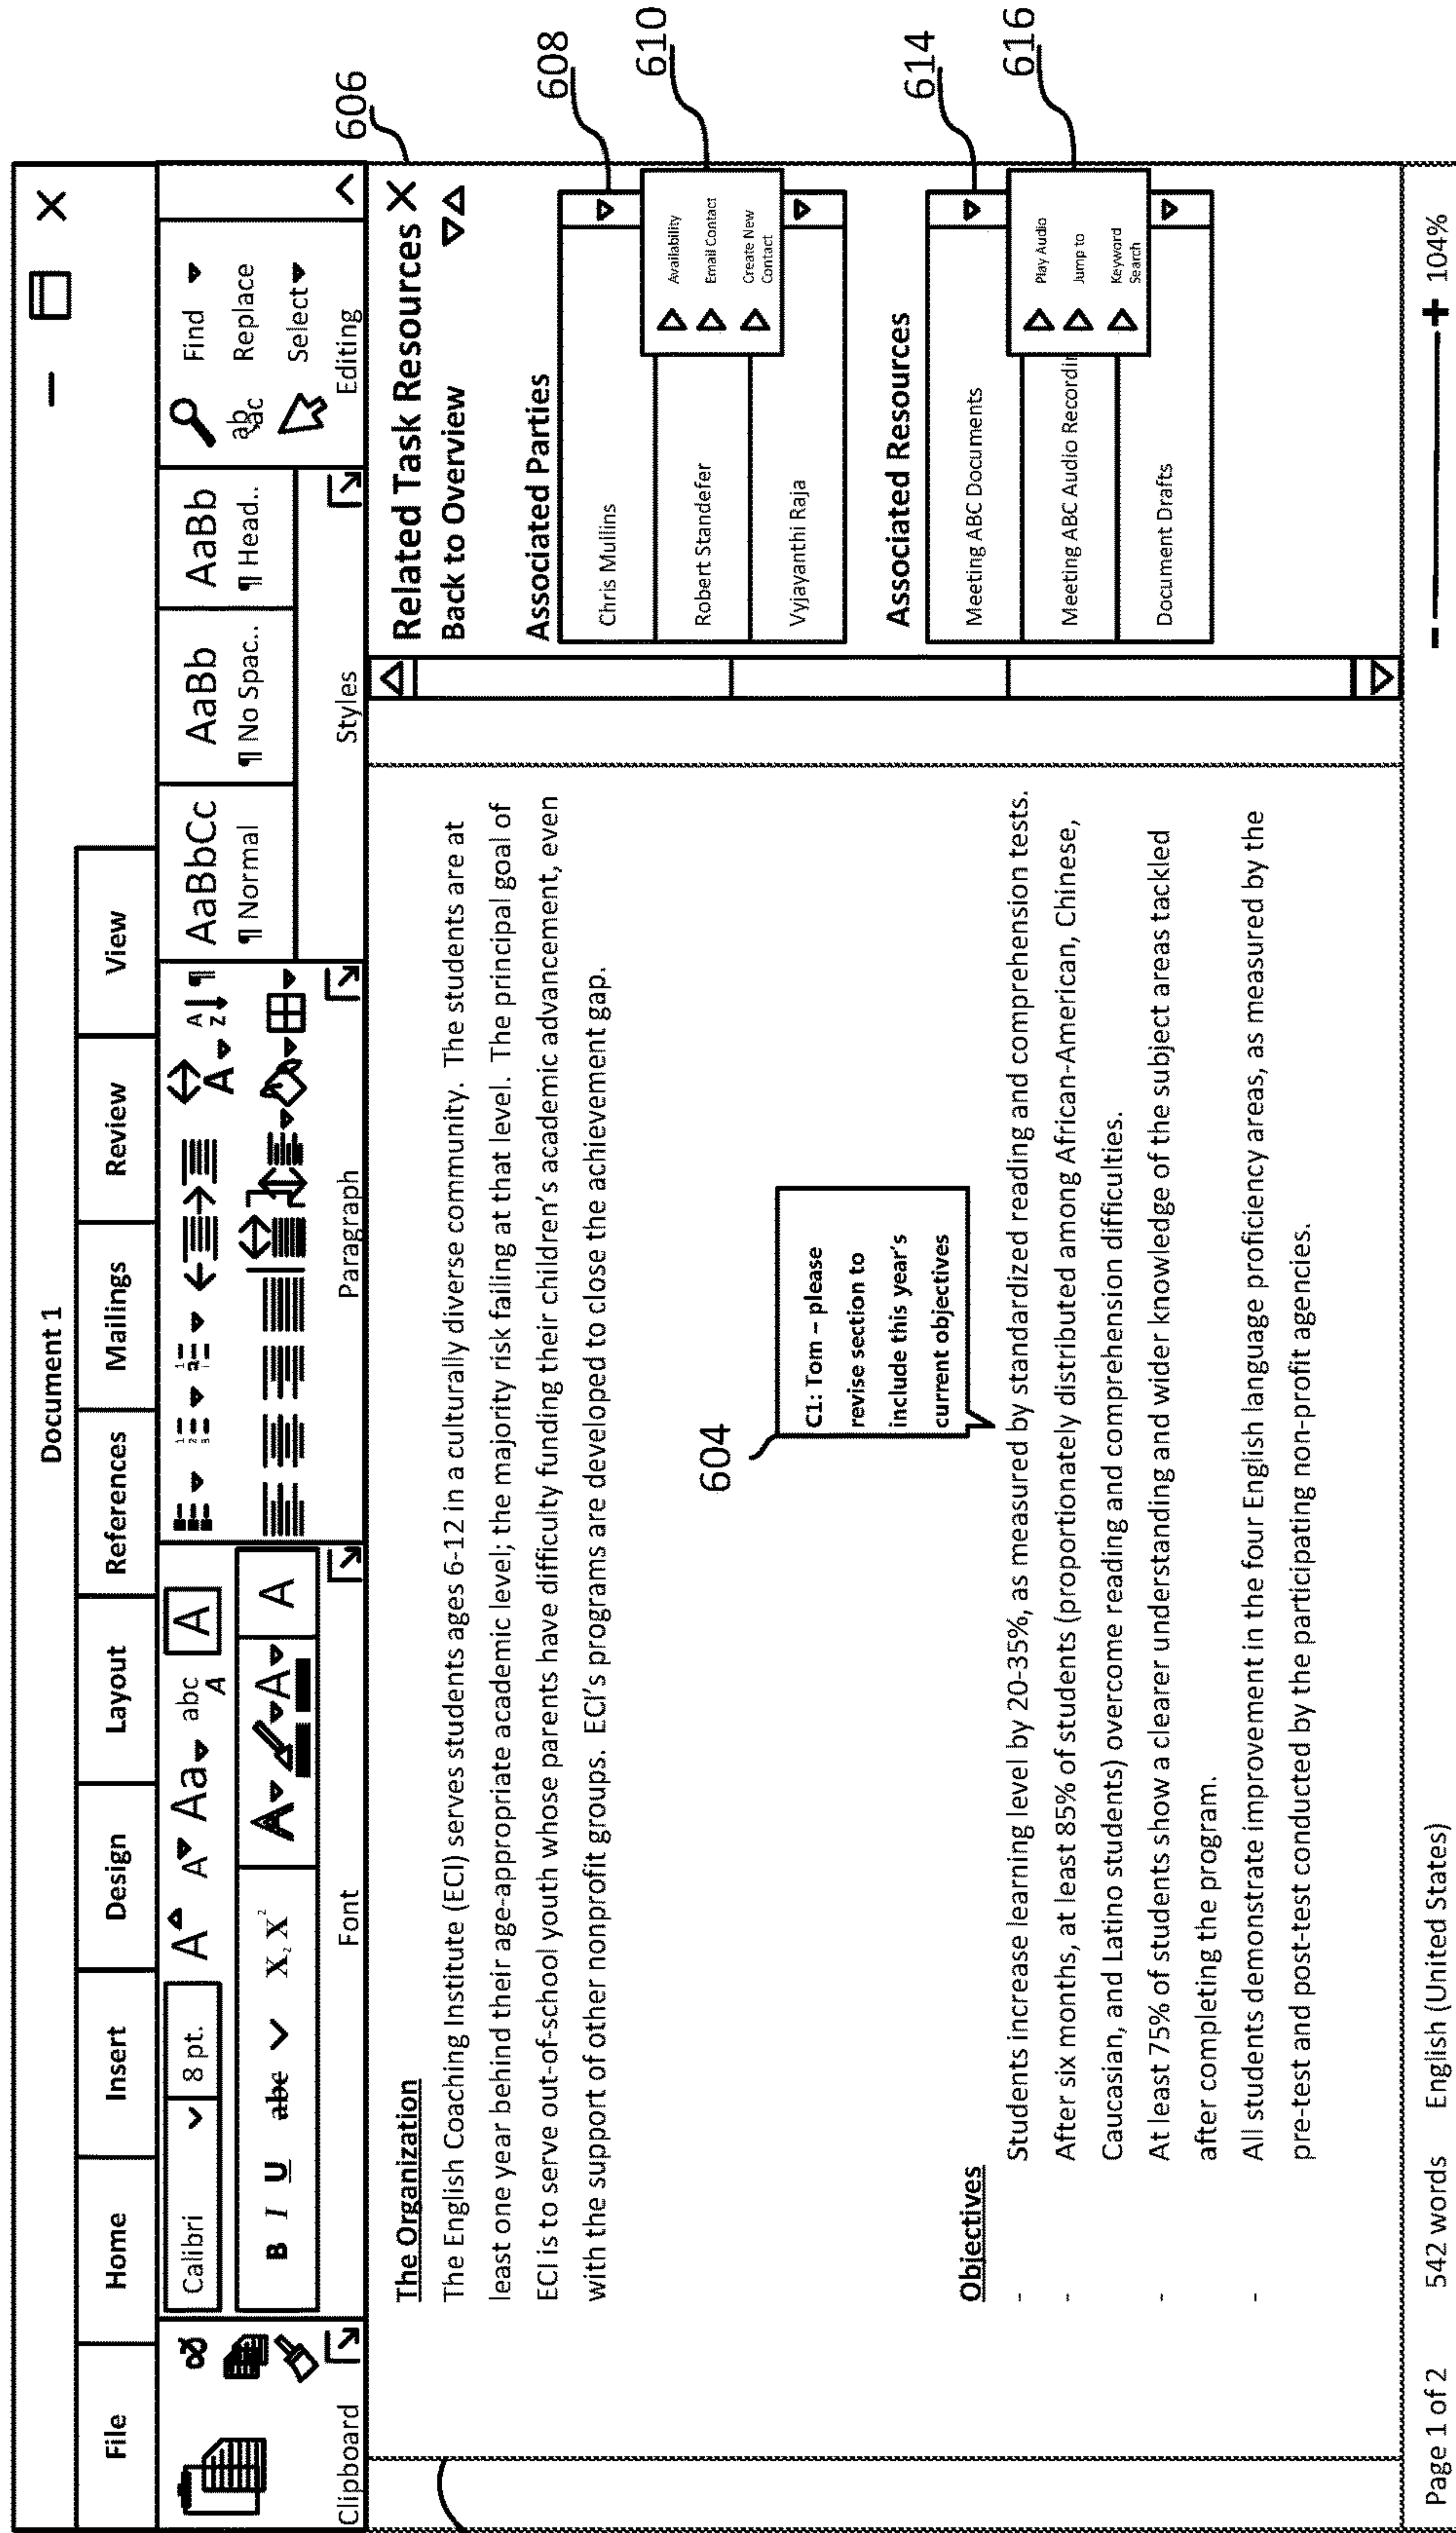 Document 1
File
Home
Insert
Design
Layout
References
Mailings
Review
View
Calibri
8 pt.
A A Aa abc A A
B I U abe X₂ X²
A A A
Clipboard
Font
Paragraph
A Z ¶
AaBbCc
¶ Normal
AaBb
¶ No Spac..
AaBb
¶ Head..
Styles
Find
ab ac Replace
Select
Editing
606
The Organization
The English Coaching Institute (ECI) serves students ages 6-12 in a culturally diverse community. The students are at
least one year behind their age-appropriate academic level; the majority risk failing at that level. The principal goal of
ECI is to serve out-of-school youth whose parents have difficulty funding their children's academic advancement, even
with the support of other nonprofit groups. ECI's programs are developed to close the achievement gap.
604
C1: Tom – please
revise section to
include this year's
current objectives
Objectives
- Students increase learning level by 20-35%, as measured by standardized reading and comprehension tests.
- After six months, at least 85% of students (proportionately distributed among African-American, Chinese,
Caucasian, and Latino students) overcome reading and comprehension difficulties.
- At least 75% of students show a clearer understanding and wider knowledge of the subject areas tackled
after completing the program.
- All students demonstrate improvement in the four English language proficiency areas, as measured by the
pre-test and post-test conducted by the participating non-profit agencies.
Related Task Resources X
Back to Overview
Associated Parties
608
Chris Mullins
610
Availability
Email Contact
Create New
Contact
Robert Standefer
Vyjayanthi Raja
Associated Resources
614
Meeting ABC Documents
616
Play Audio
Jump to
Keyword
Search
Meeting ABC Audio Recordin
Document Drafts
Page 1 of 2
542 words
English (United States)
104%